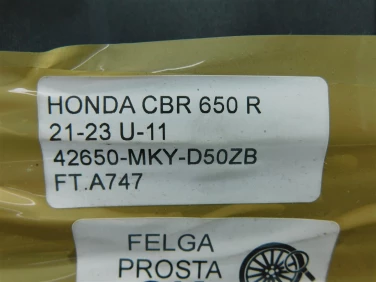 HONDA CBR 650 R
21-23 U-11
42650-MKY-D50ZB
FT.A747
FELGA
PROSTA